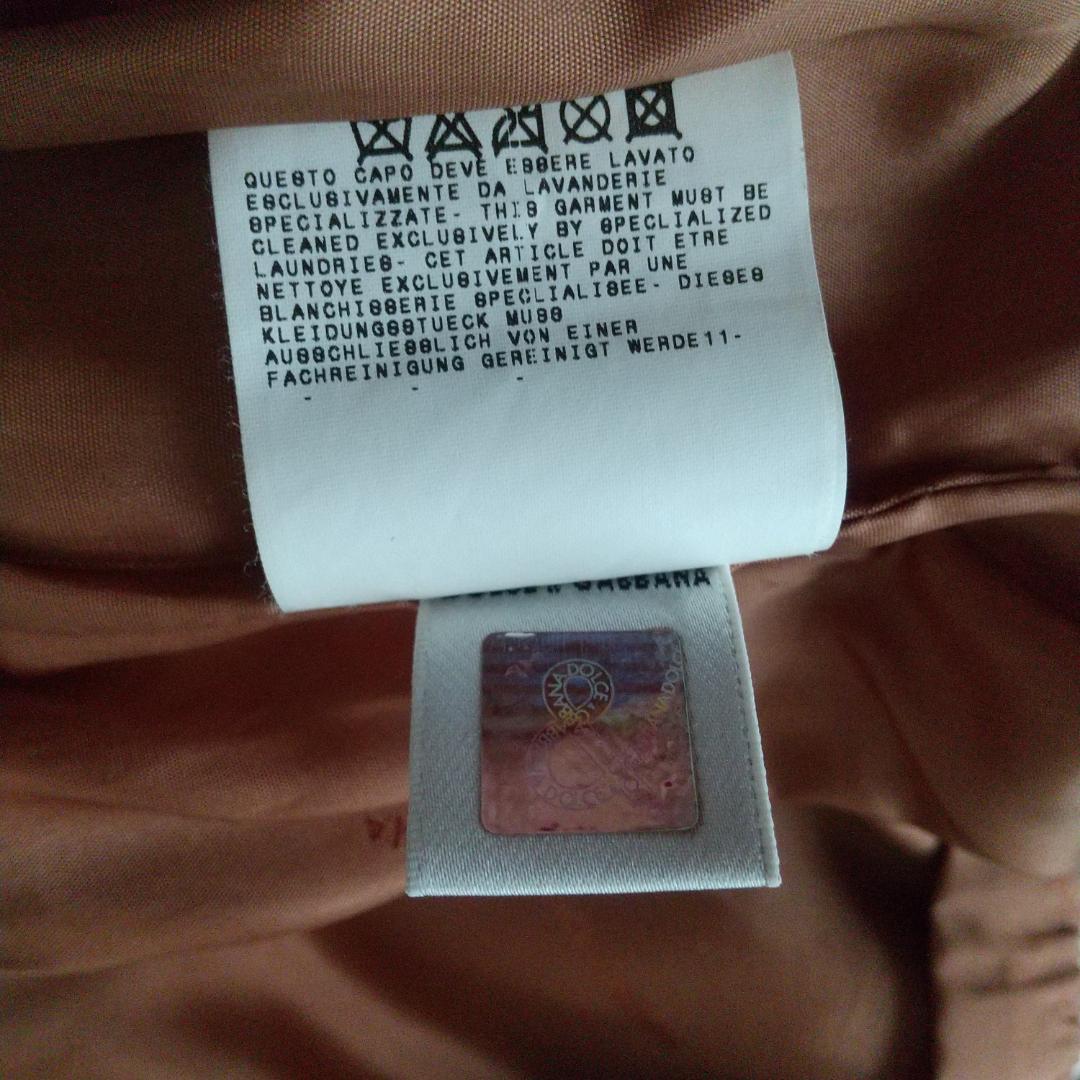 QUESTO CAPO DEVE ESSERE LAVATO
ESCLUSIVAMENTE DA LAVANDERIE
SPECIALIZZATE- THIS GARMENT MUST BE
CLEANED EXCLUSIVELY BY SPECLIALIZED
LAUNDRIES- CET ARTICLE DOIT ETRE
NETTOYE EXCLUSIVEMENT PAR UNE
BLANCHISSERIE SPECLIALISEE- DIESES
KLEIDUNGSSTUECK MUSS
AUSSCHLIESSLICH VON EINER
FACHREINIGUNG GEREINIGT WERDE11-
- - -
GABBANA
DOLCE &